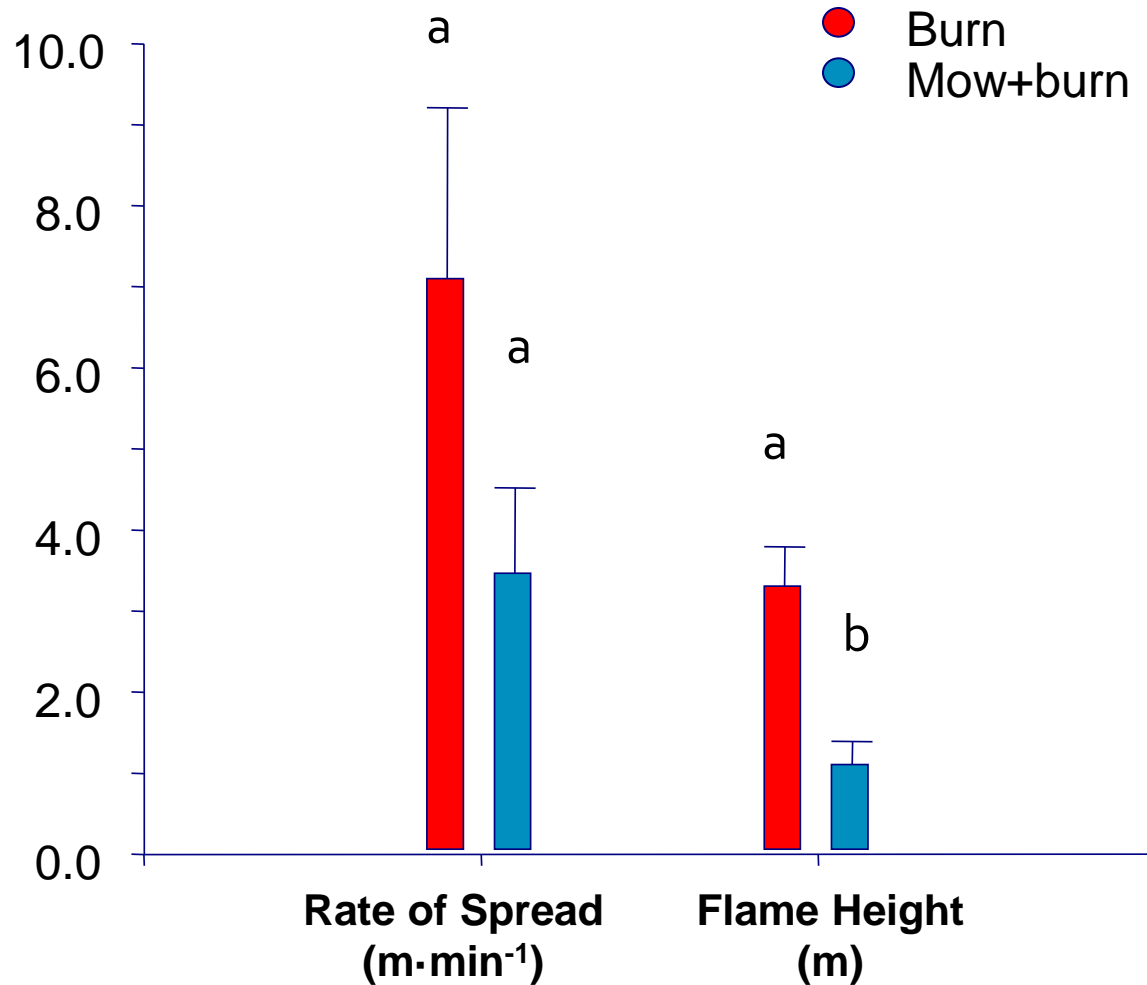 a
Burn
Mow+burn
10.0
8.0
6.0
4.0
2.0
0.0
a
a
b
Rate of Spread
(m·min⁻¹)
Flame Height
(m)